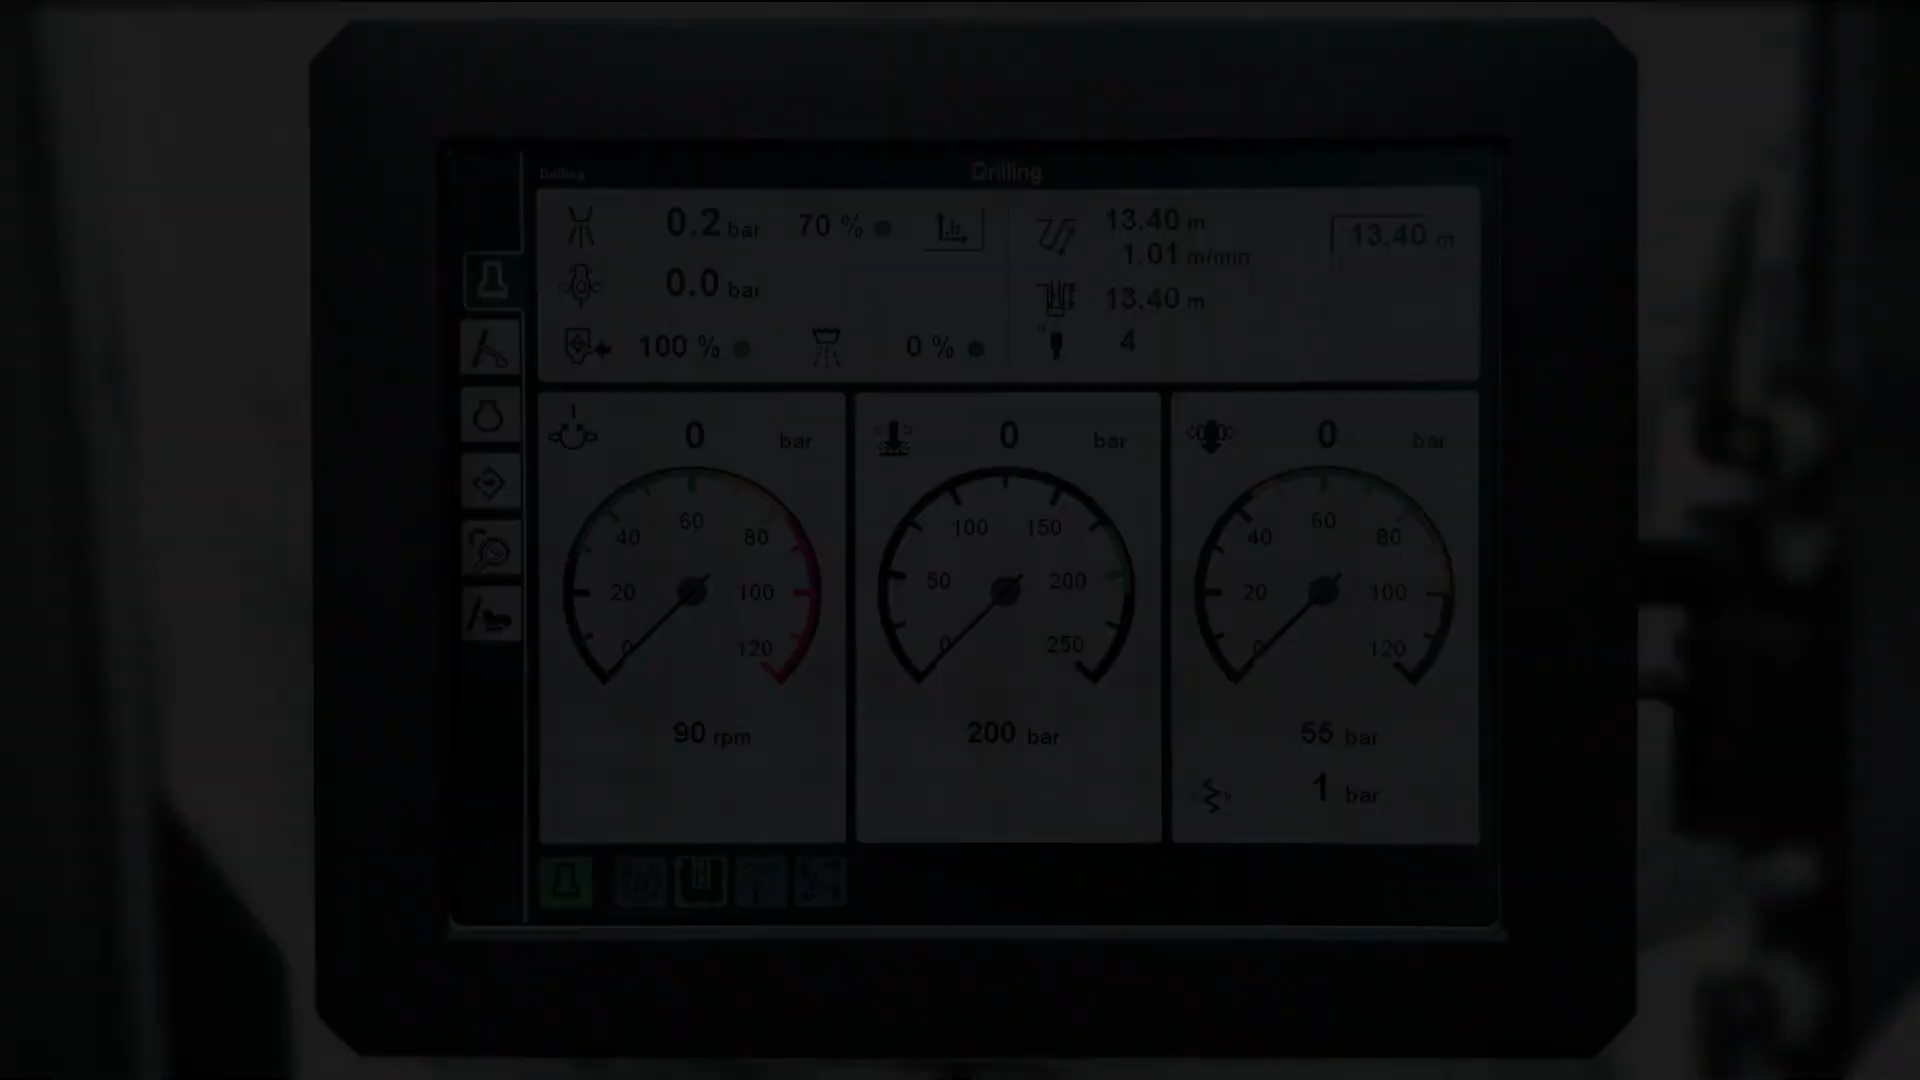 Drilling
Drilling
0.2 bar 70 %
0.0 bar
100 % 0 %
13.40 m
1.01 m/min
13.40 m
4
13.40 m
1
0 bar
0 20 40 60 80 100 120
90 rpm
0 bar
0 50 100 150 200 250
200 bar
0 bar
0 20 40 60 80 100 120
55 bar
1 bar